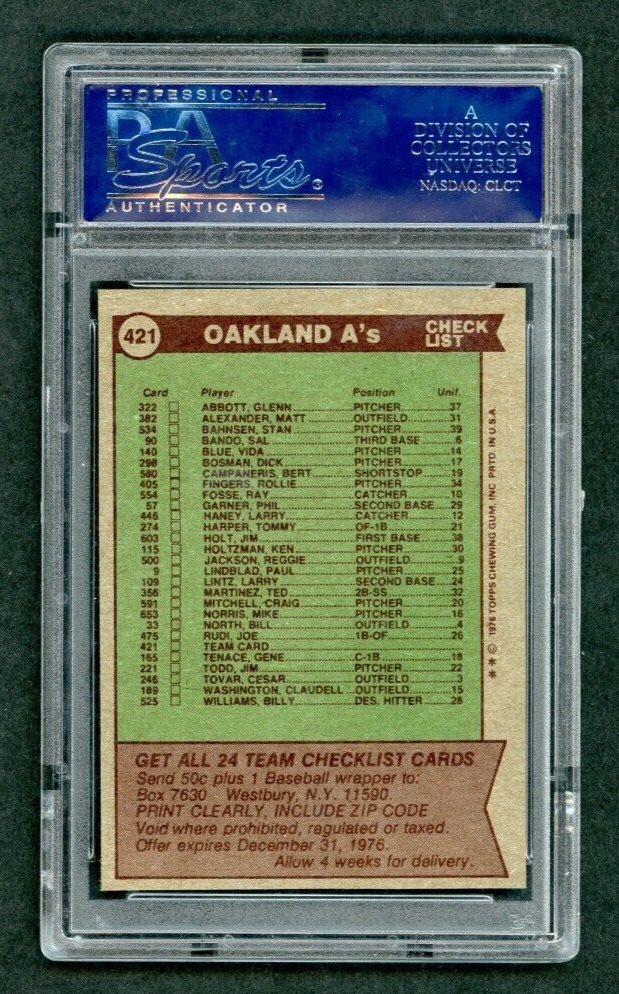 PROFESSIONAL
PSA
Sports®
AUTHENTICATOR
A
DIVISION OF
COLLECTORS
UNIVERSE
NASDAQ: CLCT
421 OAKLAND A's CHECK LIST
Card Player Position Unif.
322 ABBOTT, GLENN PITCHER 37
382 ALEXANDER, MATT OUTFIELD 31
534 BAHNSEN, STAN PITCHER 39
90 BANDO, SAL THIRD BASE 6
140 BLUE, VIDA PITCHER 14
298 BOSMAN, DICK PITCHER 17
580 CAMPANERIS, BERT SHORTSTOP 19
405 FINGERS, ROLLIE PITCHER 34
554 FOSSE, RAY CATCHER 10
57 GARNER, PHIL SECOND BASE 29
446 HANEY, LARRY CATCHER 12
274 HARPER, TOMMY OF-1B 21
603 HOLT, JIM FIRST BASE 38
115 HOLTZMAN, KEN PITCHER 30
500 JACKSON, REGGIE OUTFIELD 9
9 LINDBLAD, PAUL PITCHER 25
109 LINTZ, LARRY SECOND BASE 24
356 MARTINEZ, TED 2B-SS 32
591 MITCHELL, CRAIG PITCHER 20
653 NORRIS, MIKE PITCHER 16
33 NORTH, BILL OUTFIELD 4
475 RUDI, JOE 1B-OF 26
421 TEAM CARD
165 TENACE, GENE C-1B 18
221 TODD, JIM PITCHER 22
246 TOVAR, CESAR OUTFIELD 3
189 WASHINGTON, CLAUDELL OUTFIELD 15
525 WILLIAMS, BILLY DES. HITTER 28
* * © 1976 TOPPS CHEWING GUM, INC. PRTD. IN U.S.A.
GET ALL 24 TEAM CHECKLIST CARDS
Send 50c plus 1 Baseball wrapper to:
Box 7630 Westbury, N.Y. 11590
PRINT CLEARLY, INCLUDE ZIP CODE
Void where prohibited, regulated or taxed.
Offer expires December 31, 1976.
Allow 4 weeks for delivery.